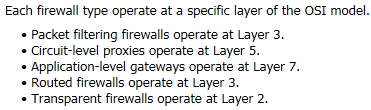 Each firewall type operate at a specific layer of the OSI model.
• Packet filtering firewalls operate at Layer 3.
• Circuit-level proxies operate at Layer 5.
• Application-level gateways operate at Layer 7.
• Routed firewalls operate at Layer 3.
• Transparent firewalls operate at Layer 2.